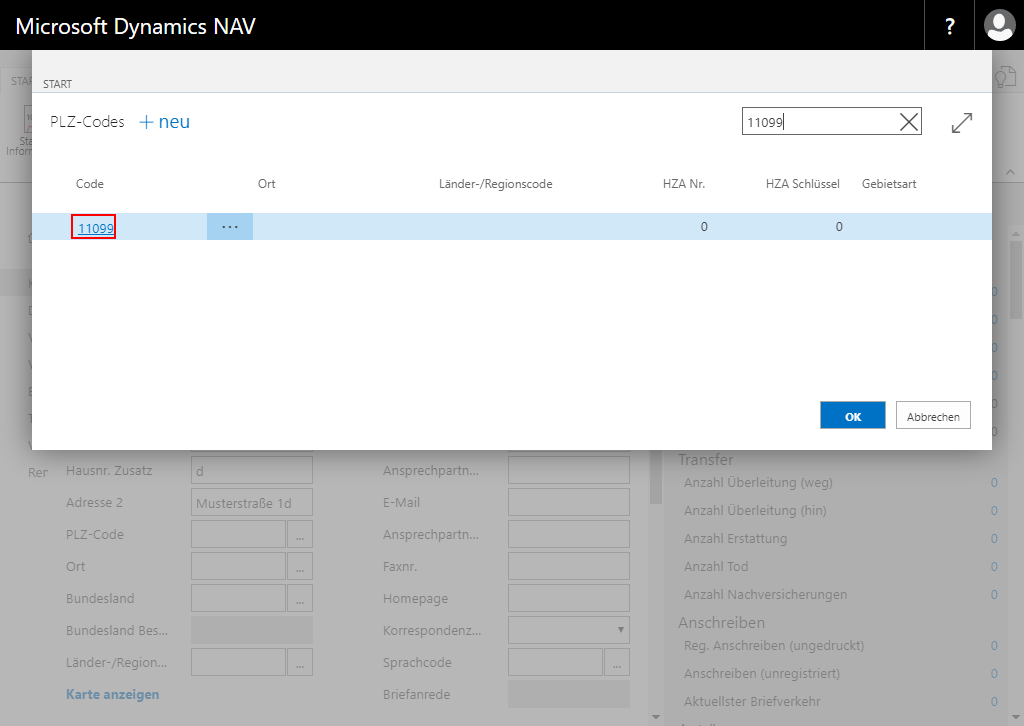 Microsoft Dynamics NAV
?
START
PLZ-Codes + neu
11099
Code Ort Länder-/Regionscode HZA Nr. HZA Schlüssel Gebietsart
11099 ... 0 0
OK Abbrechen
Hausnr. Zusatz d Ansprechpartn... Transfer
Adresse 2 Musterstraße 1d E-Mail Anzahl Überleitung (weg) 0
PLZ-Code ... Ansprechpartn... Anzahl Überleitung (hin) 0
Ort ... Faxnr. Anzahl Erstattung 0
Bundesland ... Homepage Anzahl Tod 0
Bundesland Bes... Korrespondenz... Anzahl Nachversicherungen 0
Länder-/Region... ... Sprachcode ... Anschreiben
Karte anzeigen Briefanrede Reg. Anschreiben (ungedruckt) 0
Anschreiben (unregistriert) 0
Aktuellster Briefverkehr 0